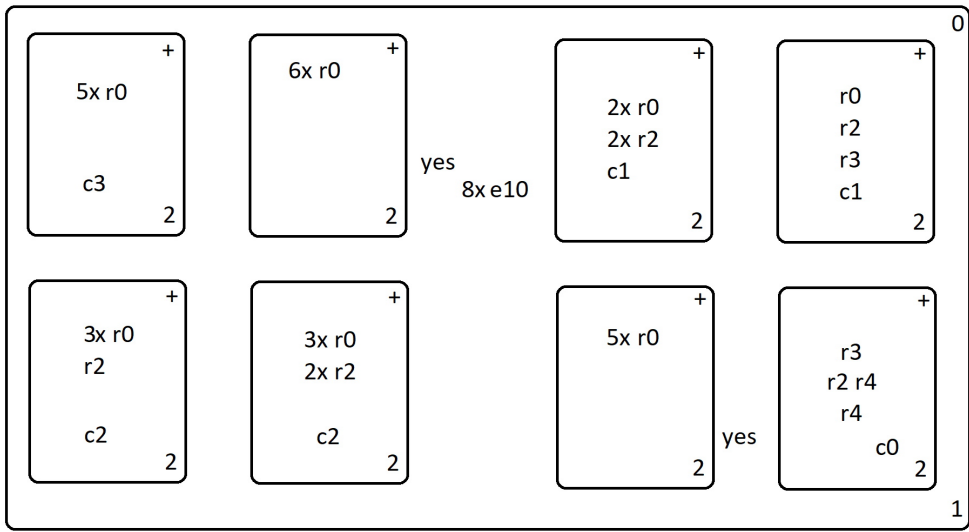 0
+
5x r0
c3
2
+
6x r0
2
yes
8x e10
+
2x r0
2x r2
c1
2
+
r0
r2
r3
c1
2
+
3x r0
r2
c2
2
+
3x r0
2x r2
c2
2
+
5x r0
2
yes
+
r3
r2 r4
r4
c0
2
1